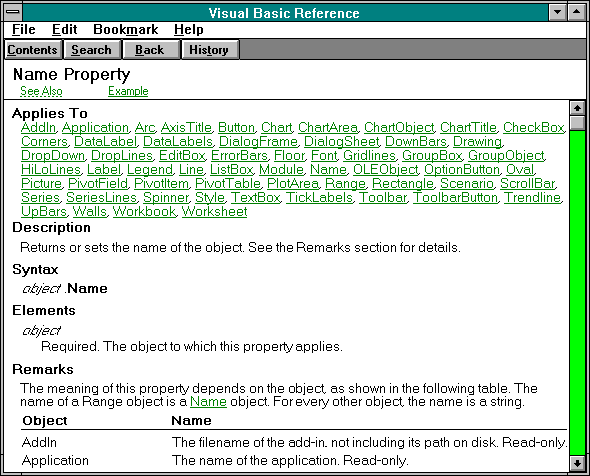 Visual Basic Reference
File Edit Bookmark Help
Contents Search Back History
Name Property
See Also Example
Applies To
AddIn, Application, Arc, AxisTitle, Button, Chart, ChartArea, ChartObject, ChartTitle, CheckBox,
Corners, DataLabel, DataLabels, DialogFrame, DialogSheet, DownBars, Drawing,
DropDown, DropLines, EditBox, ErrorBars, Floor, Font, Gridlines, GroupBox, GroupObject,
HiLoLines, Label, Legend, Line, ListBox, Module, Name, OLEObject, OptionButton, Oval,
Picture, PivotField, PivotItem, PivotTable, PlotArea, Range, Rectangle, Scenario, ScrollBar,
Series, SeriesLines, Spinner, Style, TextBox, TickLabels, Toolbar, ToolbarButton, Trendline,
UpBars, Walls, Workbook, Worksheet
Description
Returns or sets the name of the object. See the Remarks section for details.
Syntax
object .Name
Elements
object
Required. The object to which this property applies.
Remarks
The meaning of this property depends on the object, as shown in the following table. The
name of a Range object is a Name object. For every other object, the name is a string.
Object Name
AddIn The filename of the add-in, not including its path on disk. Read-only.
Application The name of the application. Read-only.